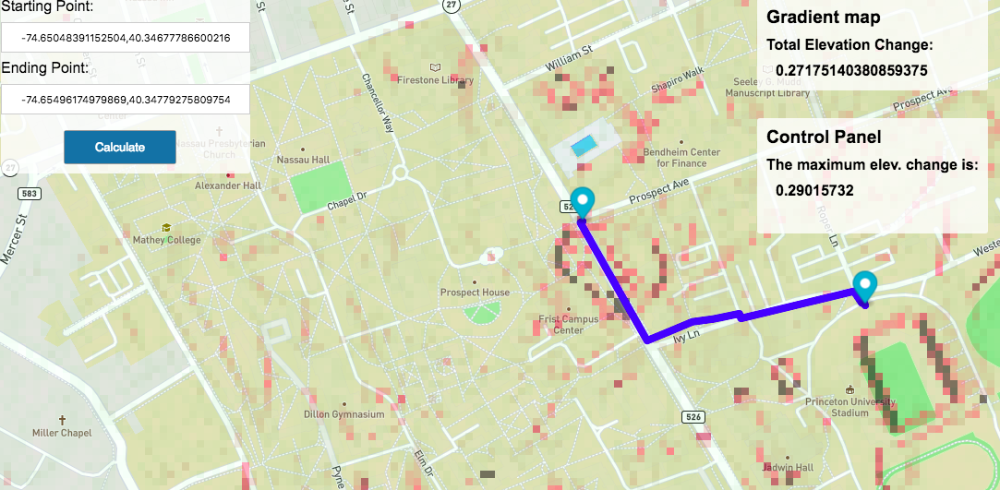 Starting Point:
-74.65048391152504,40.34677786600216
Ending Point:
-74.65496174979869,40.34779275809754
Calculate
Gradient map
Total Elevation Change:
0.27175140380859375
Control Panel
The maximum elev. change is:
0.29015732
27
St
St
William St
Shapiro Walk
Seeley G. Mudd
Manuscript Library
Prospect Ave
Firestone Library
Chancellor Way
Center
Nassau Presbyterian
Church
Nassau Hall
Bendheim Center
for Finance
27
583
Alexander Hall
Chapel Dr
Prospect Ave
52
Roper Ln
Mercer St
Mathey College
Weste
Prospect House
Frist Campus
Center
Ivy Ln
Dillon Gymnasium
Princeton University
Stadium
526
Miller Chapel
Elm Dr
Jadwin Hall
Pyne